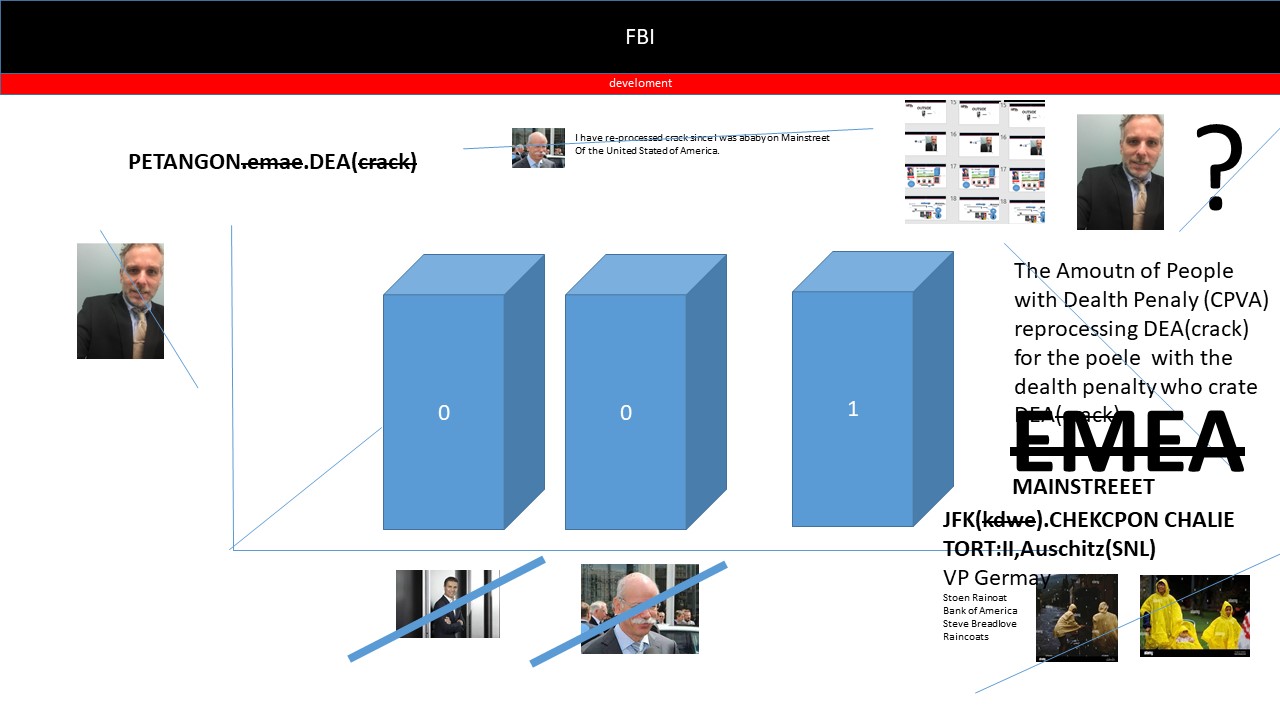 FBI
develoment
PETANGON.emae.DEA(crack)
I have re-processed crack since I was ababy on Mainstreet
Of the United Stated of America.
?
The Amoutn of People
with Dealth Penaly (CPVA)
reprocessing DEA(crack)
for the poele with the
dealth penalty who crate
DEA(crack)
EMEA
MAINSTREEET
0
0
1
JFK(kdwe).CHEKCPON CHALIE
TORT:II,Auschitz(SNL)
VP Germay
Stoen Rainoat
Bank of America
Steve Breadlove
Raincoats